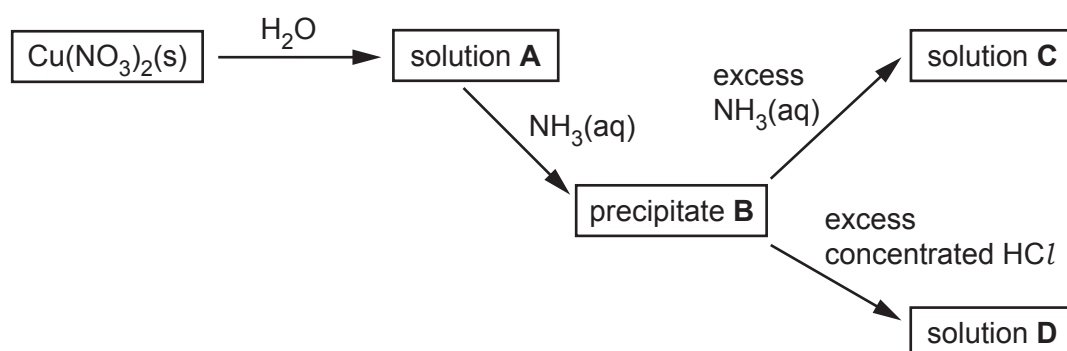 Cu(NO₃)₂(s)
H₂O
solution A
NH₃(aq)
precipitate B
excess
NH₃(aq)
solution C
excess
concentrated HCl
solution D